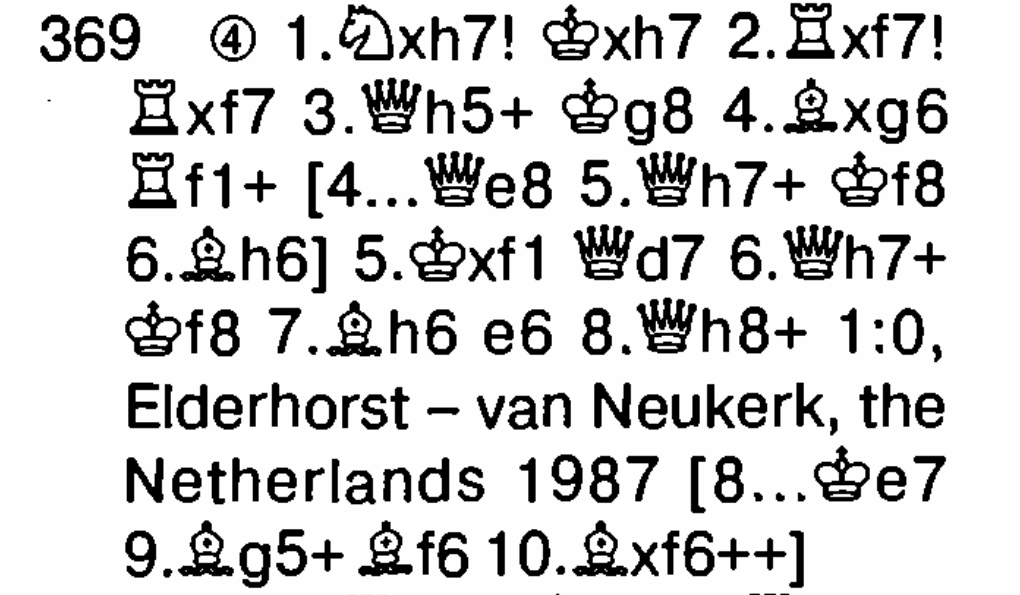 369 ④ 1.♘xh7! ♔xh7 2.♖xf7!
♖xf7 3.♕h5+ ♔g8 4.♗xg6
♖f1+ [4...♕e8 5.♕h7+ ♔f8
6.♗h6] 5.♔xf1 ♕d7 6.♕h7+
♔f8 7.♗h6 e6 8.♕h8+ 1:0,
Elderhorst – van Neukerk, the
Netherlands 1987 [8...♔e7
9.♗g5+ ♗f6 10.♗xf6++]